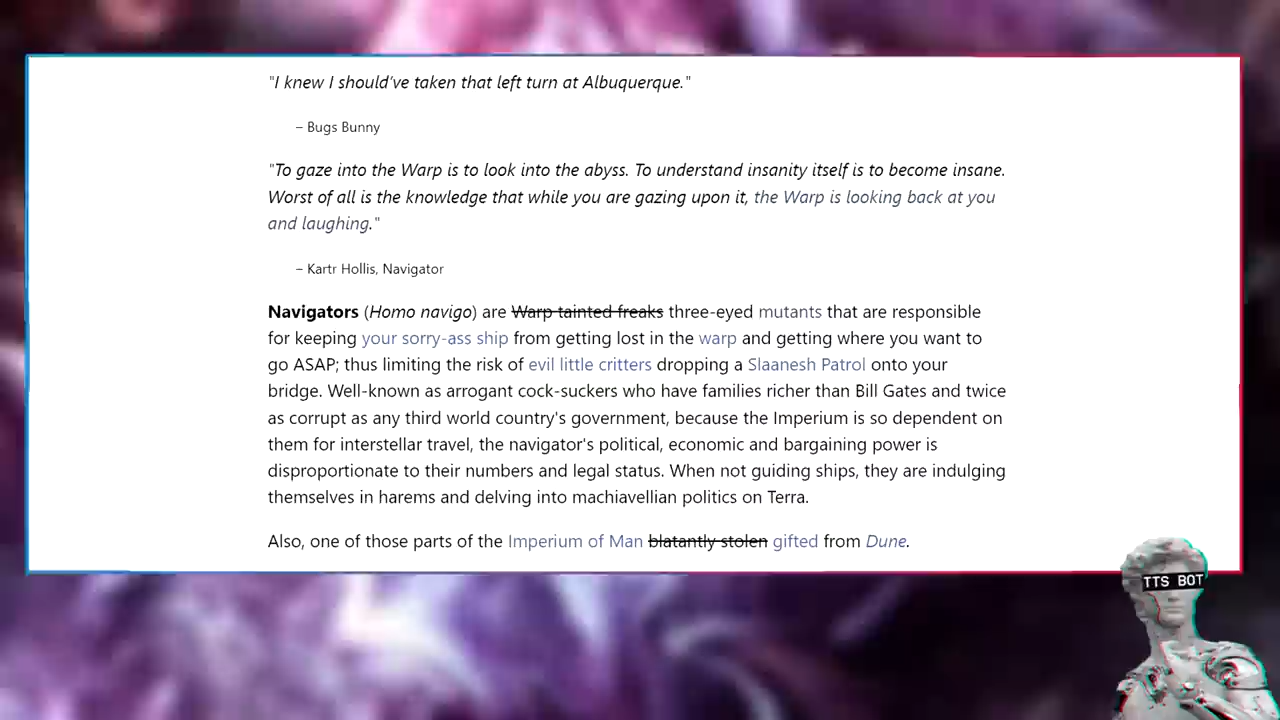 "I knew I should've taken that left turn at Albuquerque."
– Bugs Bunny
"To gaze into the Warp is to look into the abyss. To understand insanity itself is to become insane.
Worst of all is the knowledge that while you are gazing upon it, the Warp is looking back at you
and laughing."
– Kartr Hollis, Navigator
Navigators (Homo navigo) are Warp tainted freaks three-eyed mutants that are responsible
for keeping your sorry-ass ship from getting lost in the warp and getting where you want to
go ASAP; thus limiting the risk of evil little critters dropping a Slaanesh Patrol onto your
bridge. Well-known as arrogant cock-suckers who have families richer than Bill Gates and twice
as corrupt as any third world country's government, because the Imperium is so dependent on
them for interstellar travel, the navigator's political, economic and bargaining power is
disproportionate to their numbers and legal status. When not guiding ships, they are indulging
themselves in harems and delving into machiavellian politics on Terra.
Also, one of those parts of the Imperium of Man blatantly stolen gifted from Dune.
TTS BOT